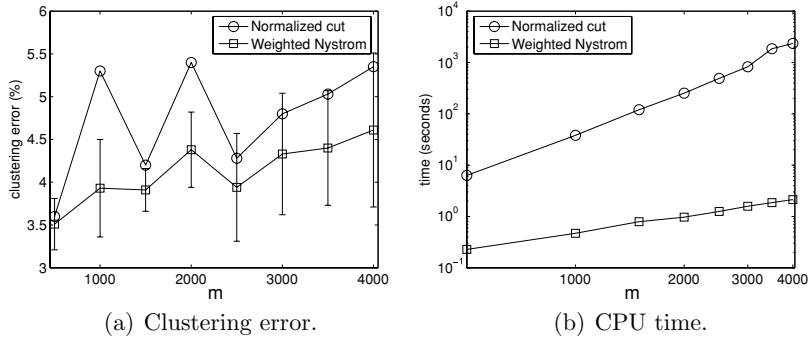 Normalized cut
Weighted Nystrom
clustering error (%)
6
5.5
5
4.5
4
3.5
3
1000 2000 3000 4000
m
(a) Clustering error.
Normalized cut
Weighted Nystrom
time (seconds)
10^4
10^3
10^2
10^1
10^0
10^-1
1000 2000 3000 4000
m
(b) CPU time.